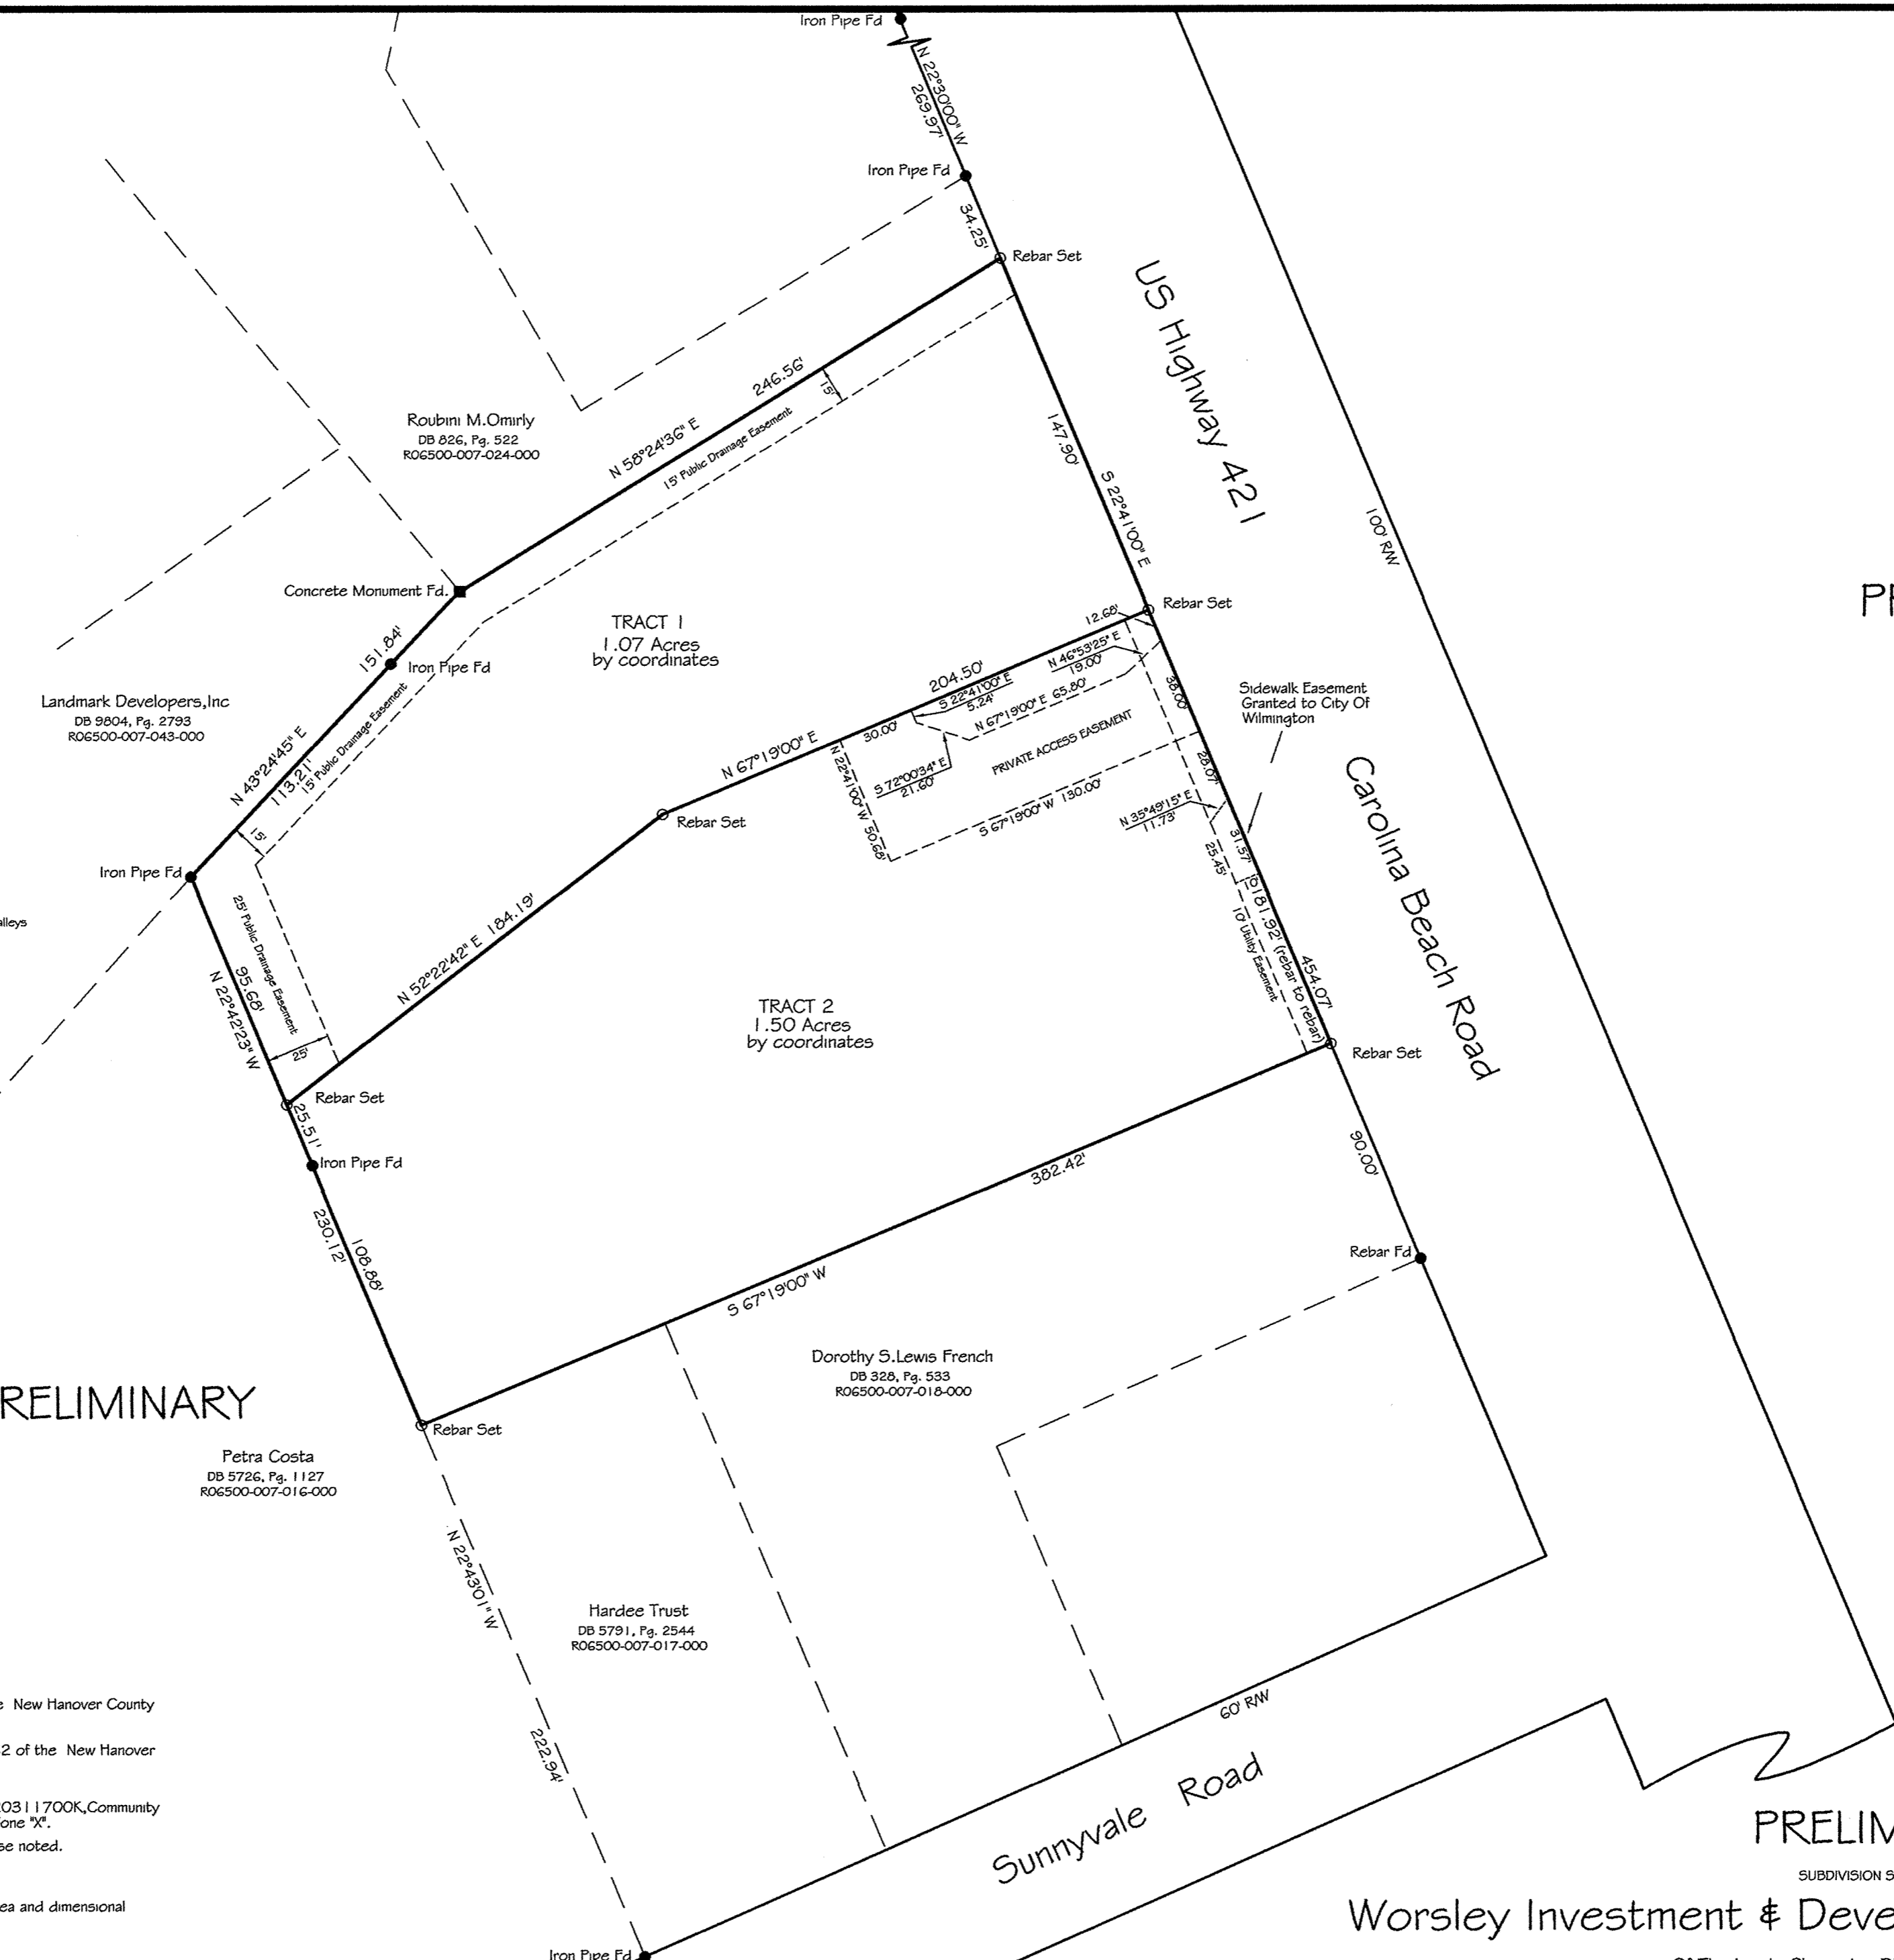 Iron Pipe Fd
N 22°30'00" W
269.97'
Iron Pipe Fd
34.25'
Rebar Set
US Highway 421
246.56'
15'
N 58°24'36" E
15' Public Drainage Easement
Roubini M.Omirly
DB 826, Pg. 522
R06500-007-024-000
147.90'
S 22°41'00" E
100' R/W
Concrete Monument Fd.
151.84'
Iron Pipe Fd
TRACT 1
1.07 Acres
by coordinates
Rebar Set
12.68'
N 46°53'25" E
19.00'
204.50'
S 22°41'00" E
5.24'
N 67°19'00" E 65.80'
38.00'
30.00'
PRIVATE ACCESS EASEMENT
N 67°19'00" E
N 22°41'00" W 50.68'
S 72°00'34" E
21.60'
S 67°19'00" W 130.00'
28.07'
Sidewalk Easement
Granted to City Of
Wilmington
Landmark Developers,Inc
DB 9804, Pg. 2793
R06500-007-043-000
N 43°24'45" E
113.21'
15' Public Drainage Easement
15'
Rebar Set
N 35°49'15" E
11.73'
31.57'
25.45'
10'
181.92' (rebar to rebar)
10' Utility Easement
454.07'
Carolina Beach Road
Iron Pipe Fd
alleys
25' Public Drainage Easement
95.68'
N 22°42'23" W
25'
N 52°22'42" E 184.19'
TRACT 2
1.50 Acres
by coordinates
Rebar Set
Rebar Set
25.51'
Iron Pipe Fd
90.00'
382.42'
230.12'
108.88'
S 67°19'00" W
Rebar Fd
Dorothy S.Lewis French
DB 328, Pg. 533
R06500-007-018-000
RELIMINARY
Rebar Set
Petra Costa
DB 5726, Pg. 1127
R06500-007-016-000
N 22°43'01" W
Hardee Trust
DB 5791, Pg. 2544
R06500-007-017-000
222.94'
60' R/W
Sunnyvale Road
New Hanover County
2 of the New Hanover
0311700K,Community
one "X".
se noted.
ea and dimensional
Iron Pipe Fd
PRELIM
SUBDIVISION S
Worsley Investment & Deve